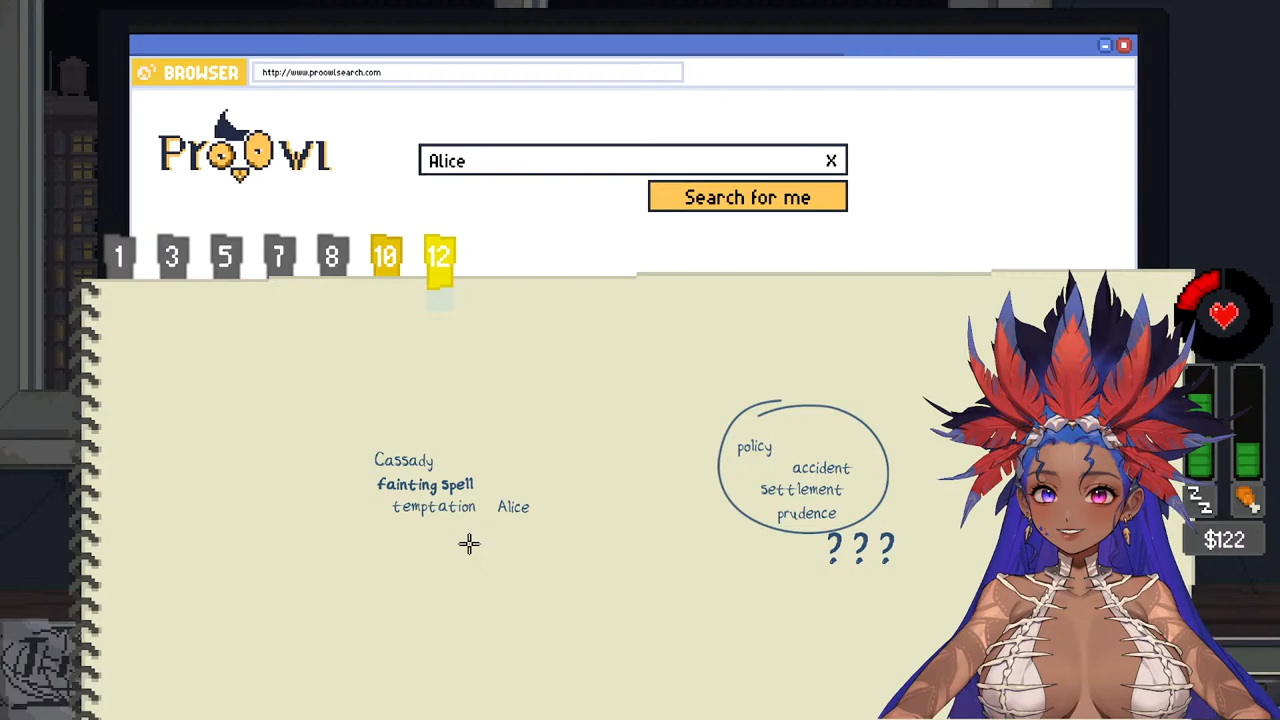 BROWSER http://www.proowlsearch.com
PrOOwl
Alice X
Search for me
1 3 5 7 8 10 12
Cassady
fainting spell
temptation Alice
policy
accident
settlement
prudence
???
$122